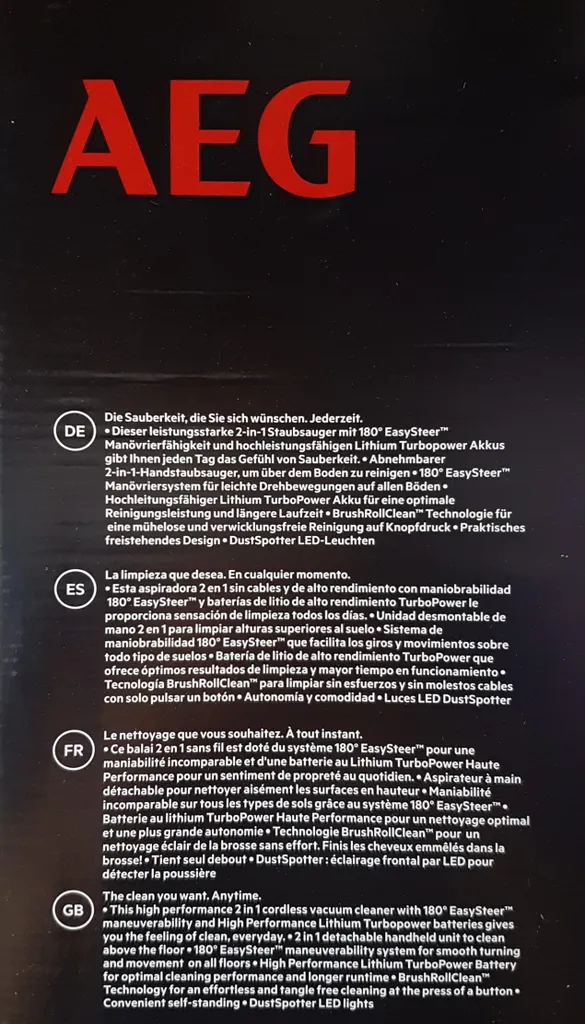 AEG
DE
Die Sauberkeit, die Sie sich wünschen. Jederzeit.
• Dieser leistungsstarke 2-in-1 Staubsauger mit 180° EasySteer™
Manövrierfähigkeit und hochleistungsfähigen Lithium Turbopower Akkus
gibt Ihnen jeden Tag das Gefühl von Sauberkeit. • Abnehmbarer
2-in-1-Handstaubsauger, um über dem Boden zu reinigen • 180° EasySteer™
Manövriersystem für leichte Drehbewegungen auf allen Böden •
Hochleitungsfähiger Lithium TurboPower Akku für eine optimale
Reinigungsleistung und längere Laufzeit • BrushRollClean™ Technologie für
eine mühelose und verwicklungsfreie Reinigung auf Knopfdruck • Praktisches
freistehendes Design • DustSpotter LED-Leuchten
ES
La limpieza que desea. En cualquier momento.
• Esta aspiradora 2 en 1 sin cables y de alto rendimiento con maniobrabilidad
180° EasySteer™ y baterías de litio de alto rendimiento TurboPower le
proporciona sensación de limpieza todos los días. • Unidad desmontable de
mano 2 en 1 para limpiar alturas superiores al suelo • Sistema de
maniobrabilidad 180° EasySteer™ que facilita los giros y movimientos sobre
todo tipo de suelos • Batería de litio de alto rendimiento TurboPower que
ofrece óptimos resultados de limpieza y mayor tiempo en funcionamiento •
Tecnología BrushRollClean™ para limpiar sin esfuerzos y sin molestos cables
con solo pulsar un botón • Autonomía y comodidad • Luces LED DustSpotter
FR
Le nettoyage que vous souhaitez. À tout instant.
• Ce balai 2 en 1 sans fil est doté du système 180° EasySteer™ pour une
maniabilité incomparable et d'une batterie au Lithium TurboPower Haute
Performance pour un sentiment de propreté au quotidien. • Aspirateur à main
détachable pour nettoyer aisément les surfaces en hauteur • Maniabilité
incomparable sur tous les types de sols grâce au système 180° EasySteer™ •
Batterie au lithium TurboPower Haute Performance pour un nettoyage optimal
et une plus grande autonomie • Technologie BrushRollClean™ pour un
nettoyage éclair de la brosse sans effort. Finis les cheveux emmêlés dans la
brosse! • Tient seul debout • DustSpotter : éclairage frontal par LED pour
détecter la poussière
GB
The clean you want. Anytime.
• This high performance 2 in 1 cordless vacuum cleaner with 180° EasySteer™
maneuverability and High Performance Lithium Turbopower batteries gives
you the feeling of clean, everyday. • 2 in 1 detachable handheld unit to clean
above the floor • 180° EasySteer™ maneuverability system for smooth turning
and movement on all floors • High Performance Lithium TurboPower Battery
for optimal cleaning performance and longer runtime • BrushRollClean™
Technology for an effortless and tangle free cleaning at the press of a button •
Convenient self-standing • DustSpotter LED lights